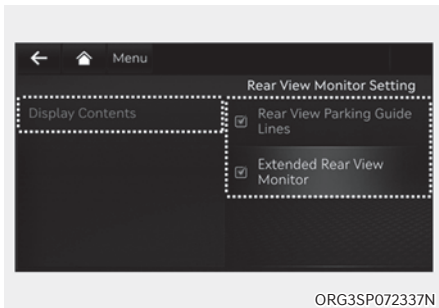 Menu
Rear View Monitor Setting
Display Contents
Rear View Parking Guide
Lines
Extended Rear View
Monitor
ORG3SP072337N